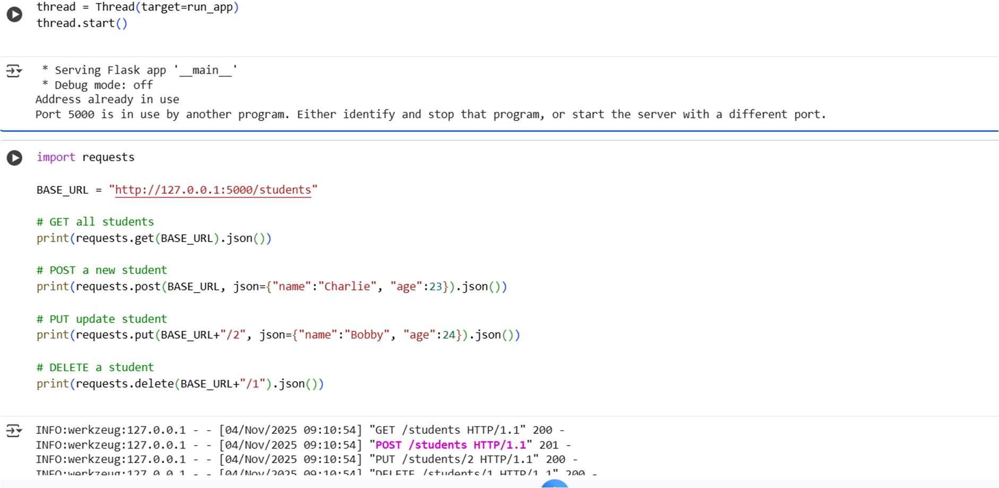 thread = Thread(target=run_app)
thread.start()
 * Serving Flask app '__main__'
 * Debug mode: off
Address already in use
Port 5000 is in use by another program. Either identify and stop that program, or start the server with a different port.
import requests
BASE_URL = "http://127.0.0.1:5000/students"
# GET all students
print(requests.get(BASE_URL).json())
# POST a new student
print(requests.post(BASE_URL, json={"name":"Charlie", "age":23}).json())
# PUT update student
print(requests.put(BASE_URL+"/2", json={"name":"Bobby", "age":24}).json())
# DELETE a student
print(requests.delete(BASE_URL+"/1").json())
INFO:werkzeug:127.0.0.1 - - [04/Nov/2025 09:10:54] "GET /students HTTP/1.1" 200 -
INFO:werkzeug:127.0.0.1 - - [04/Nov/2025 09:10:54] "POST /students HTTP/1.1" 201 -
INFO:werkzeug:127.0.0.1 - - [04/Nov/2025 09:10:54] "PUT /students/2 HTTP/1.1" 200 -
INFO:werkzeug:127.0.0.1 - - [04/Nov/2025 09:10:54] "DELETE /students/1 HTTP/1.1" 200 -